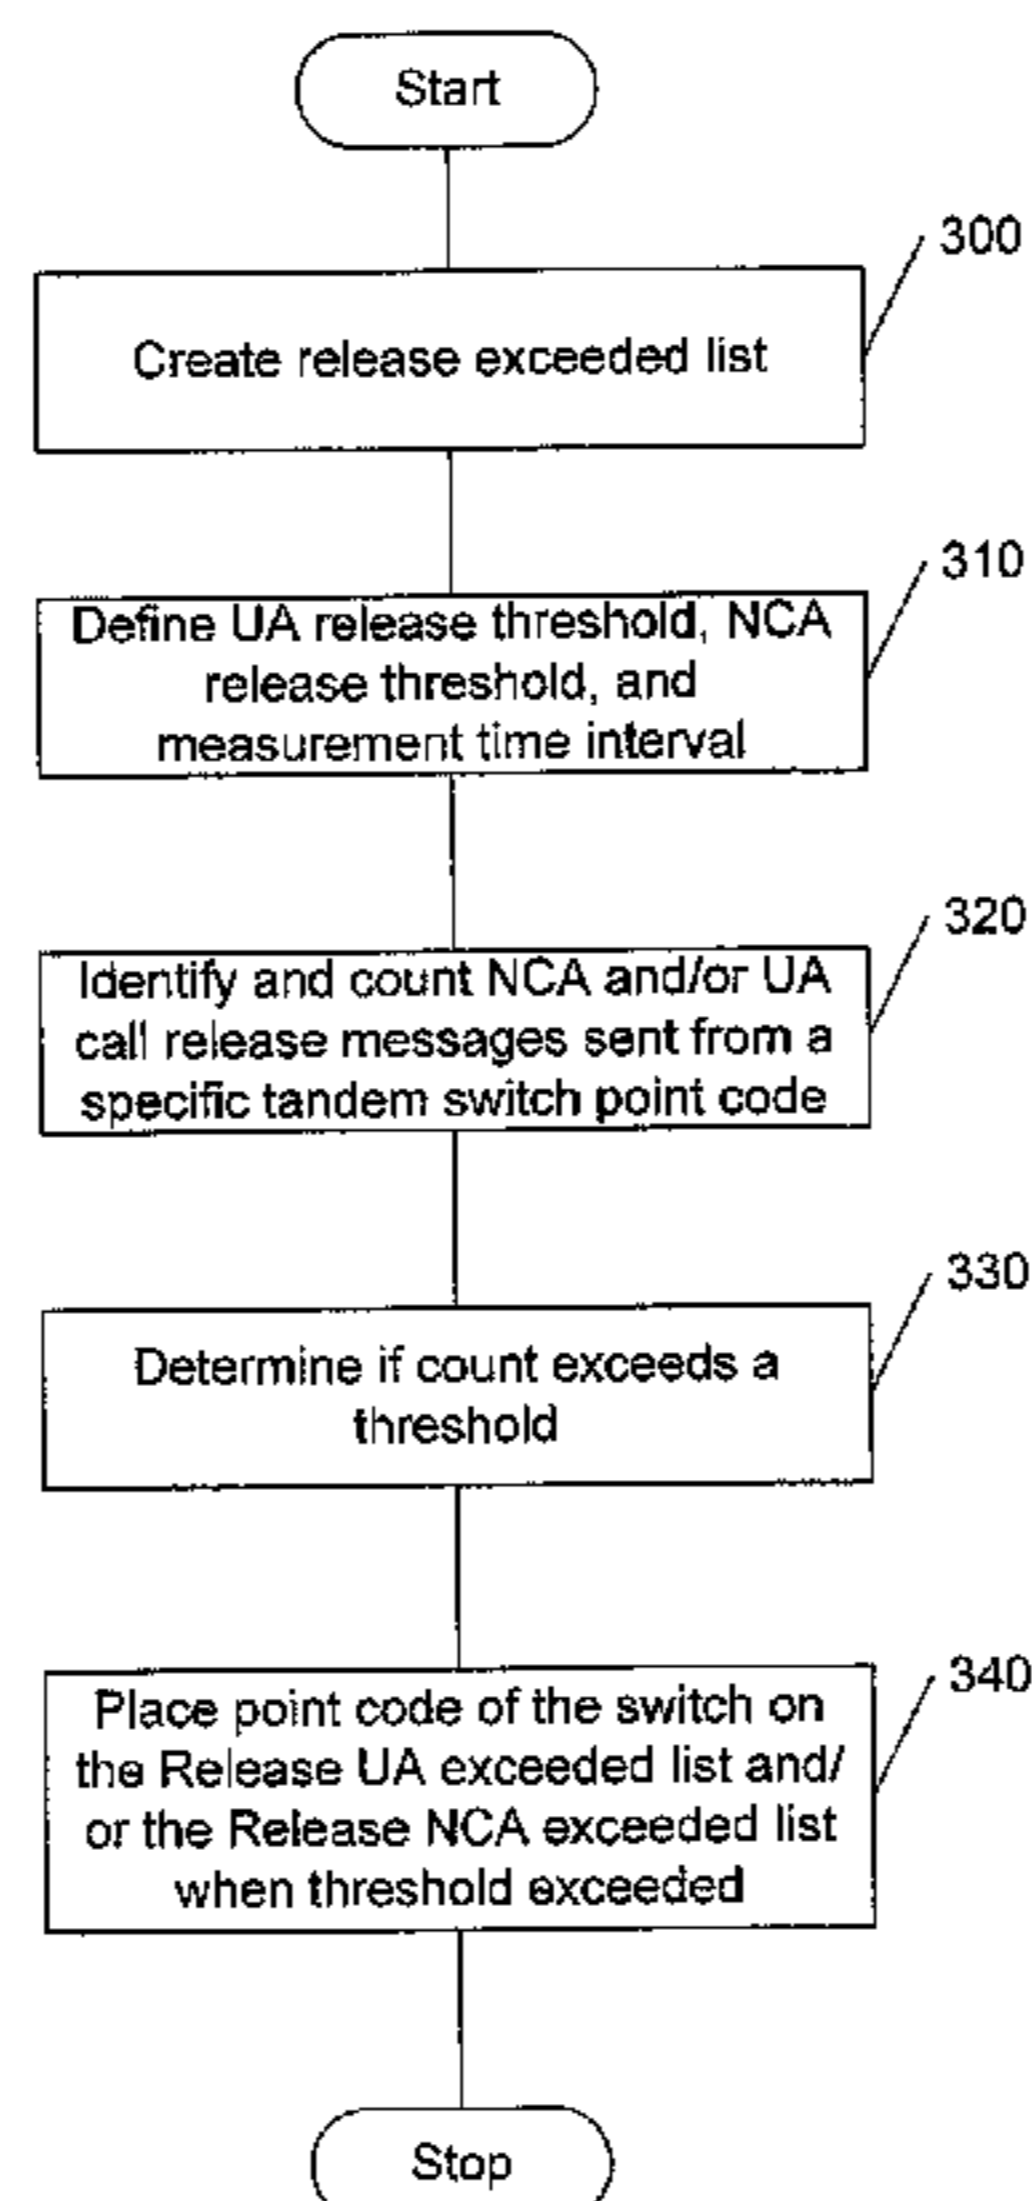 Start
300
Create release exceeded list
310
Define UA release threshold, NCA
release threshold, and
measurement time interval
320
Identify and count NCA and/or UA
call release messages sent from a
specific tandem switch point code
330
Determine if count exceeds a
threshold
340
Place point code of the switch on
the Release UA exceeded list and/
or the Release NCA exceeded list
when threshold exceeded
Stop